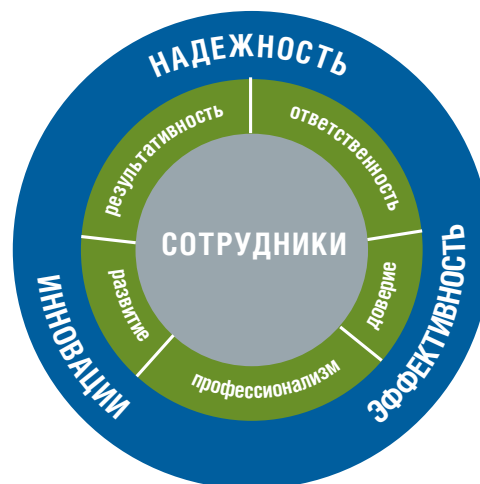 НАДЕЖНОСТЬ
результативность
ответственность
СОТРУДНИКИ
развитие
доверие
профессионализм
ИННОВАЦИИ
ЭФФЕКТИВНОСТЬ